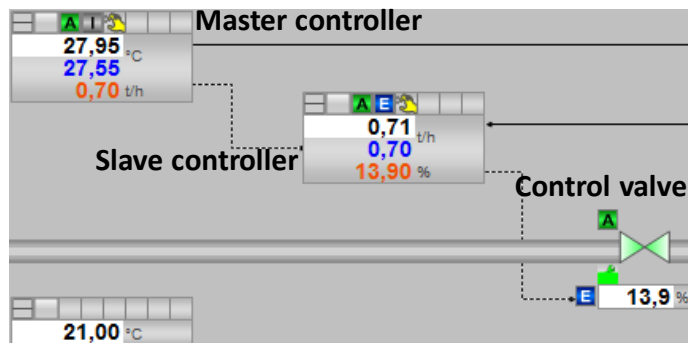 A I Master controller
27,95 °C
27,55
0,70 t/h
A E
0,71 t/h
0,70
Slave controller
13,90 %
Control valve
A
E 13,9 %
21,00 °C